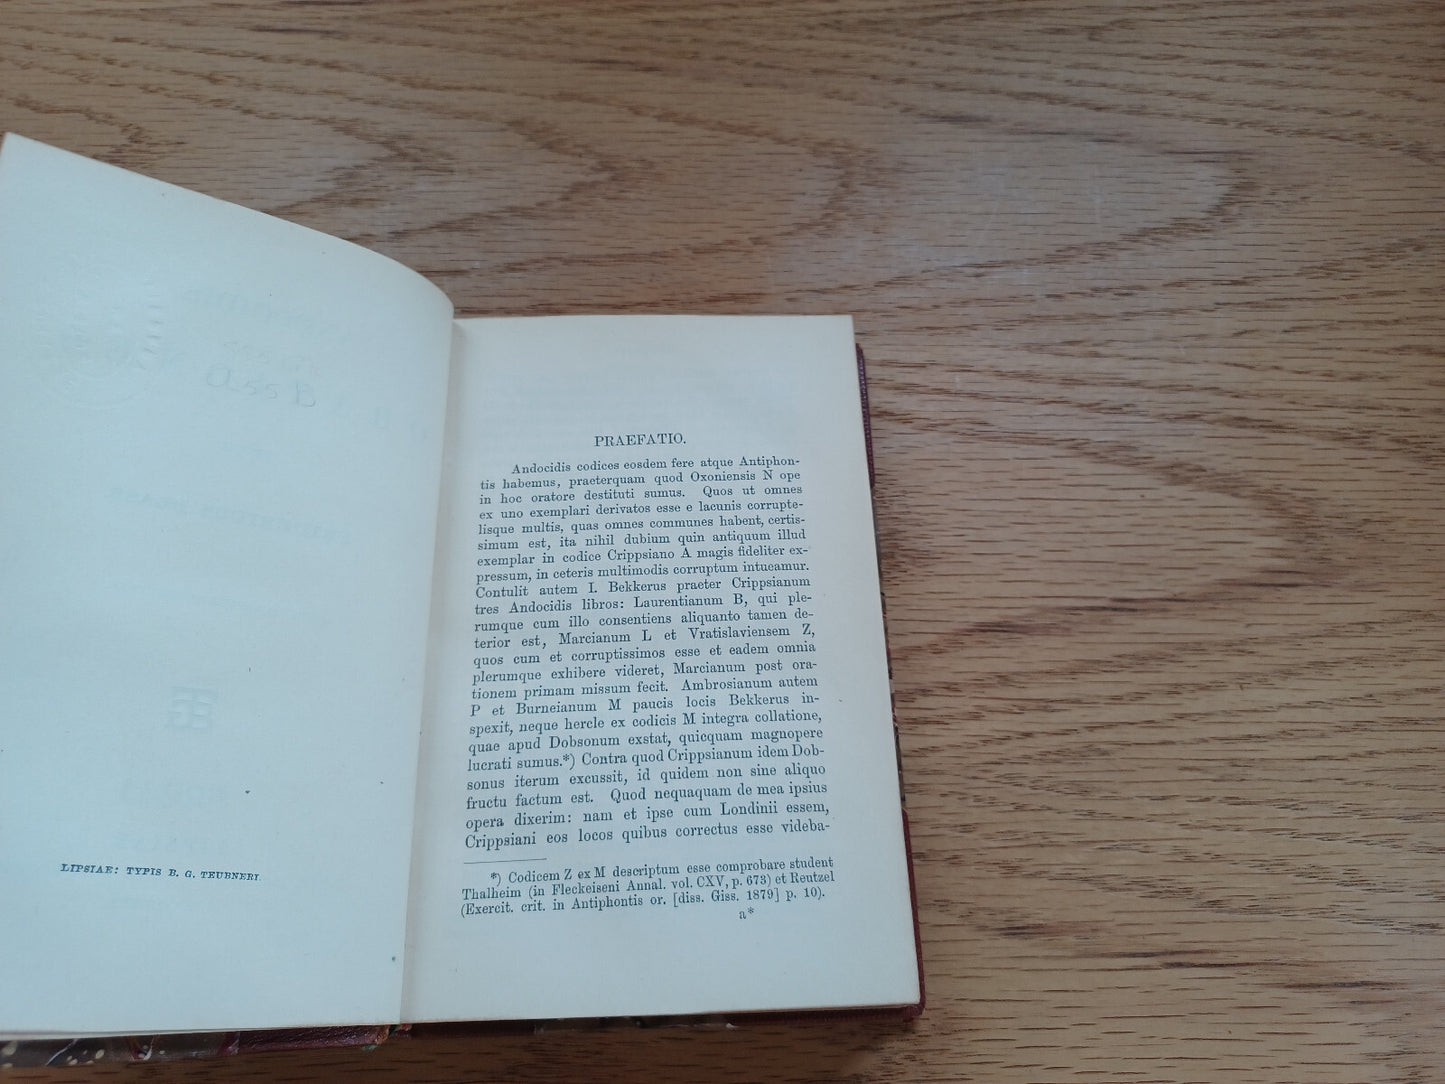 LIPSIAE: TYPIS B. G. TEUBNERI.
PRAEFATIO.
Andocidis codices eosdem fere atque Antiphon-
tis habemus, praeterquam quod Oxoniensis N ope
in hoc oratore destituti sumus. Quos ut omnes
ex uno exemplari derivatos esse e lacunis corrupte-
lisque multis, quas omnes communes habent, certis-
simum est, ita nihil dubium quin antiquum illud
exemplar in codice Crippsiano A magis fideliter ex-
pressum, in ceteris multimodis corruptum intueamur.
Contulit autem I. Bekkerus praeter Crippsianum
tres Andocidis libros: Laurentianum B, qui ple-
rumque cum illo consentiens aliquanto tamen de-
terior est, Marcianum L et Vratislaviensem Z,
quos cum et corruptissimos esse et eadem omnia
plerumque exhibere videret, Marcianum post ora-
tionem primam missum fecit. Ambrosianum autem
P et Burneianum M paucis locis Bekkerus in-
spexit, neque hercle ex codicis M integra collatione,
quae apud Dobsonum exstat, quicquam magnopere
lucrati sumus.*) Contra quod Crippsianum idem Dob-
sonus iterum excussit, id quidem non sine aliquo
fructu factum est. Quod nequaquam de mea ipsius
opera dixerim: nam et ipse cum Londinii essem,
Crippsiani eos locos quibus correctus esse videba-
*) Codicem Z ex M descriptum esse comprobare student
Thalheim (in Fleckeiseni Annal. vol. CXV, p. 673) et Reutzel
(Exercit. crit. in Antiphontis or. [diss. Giss. 1879] p. 10).
a*